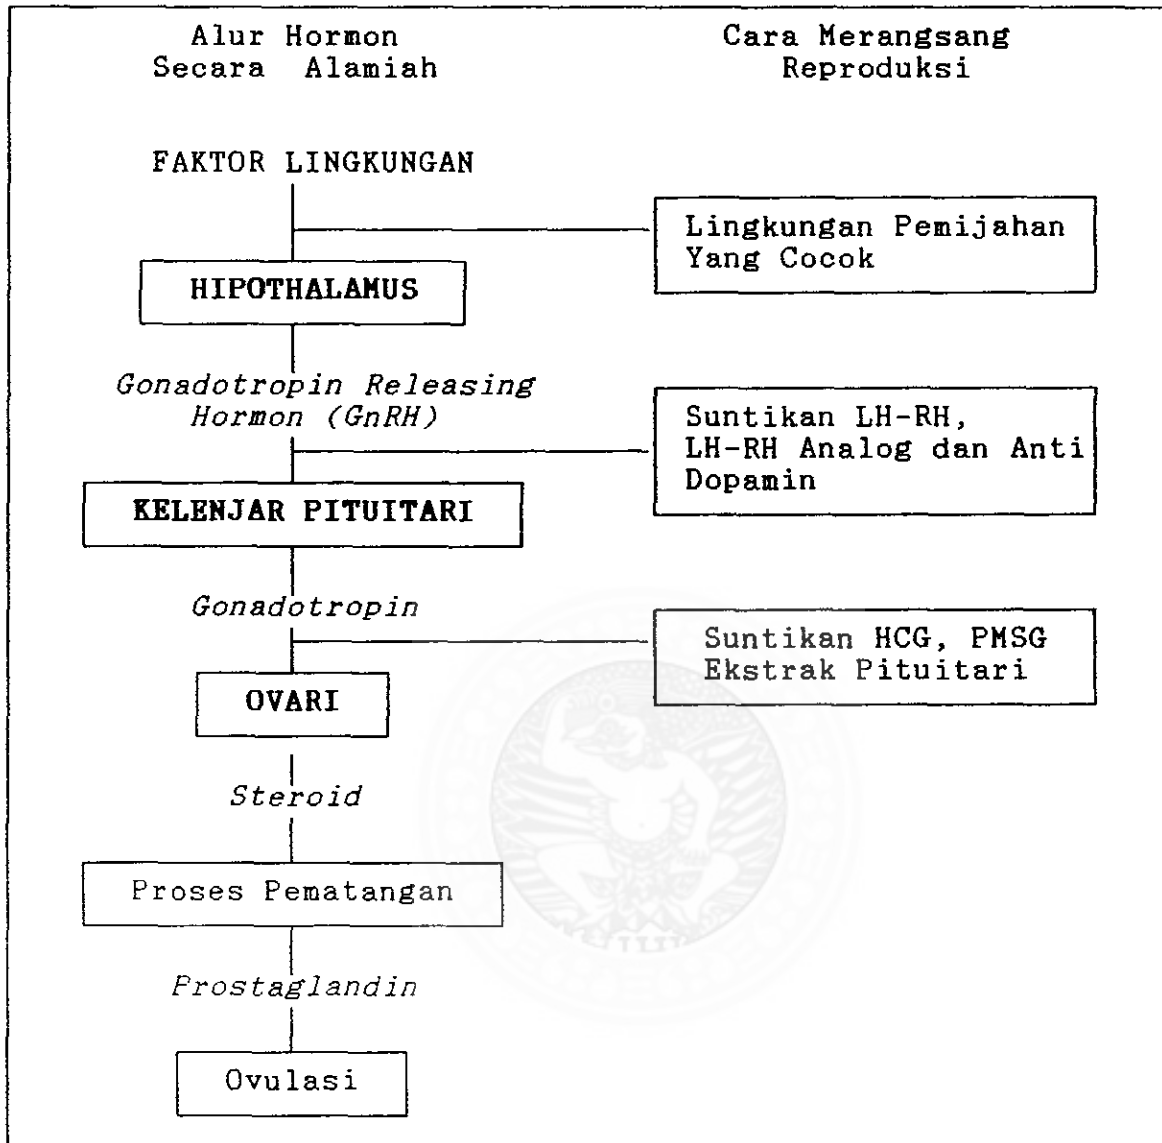 Alur Hormon
Secara Alamiah
Cara Merangsang
Reproduksi
FAKTOR LINGKUNGAN
Lingkungan Pemijahan
Yang Cocok
HIPOTHALAMUS
Gonadotropin Releasing
Hormon (GnRH)
Suntikan LH-RH,
LH-RH Analog dan Anti
Dopamin
KELENJAR PITUITARI
Gonadotropin
Suntikan HCG, PMSG
Ekstrak Pituitari
OVARI
Steroid
Proses Pematangan
Prostaglandin
Ovulasi